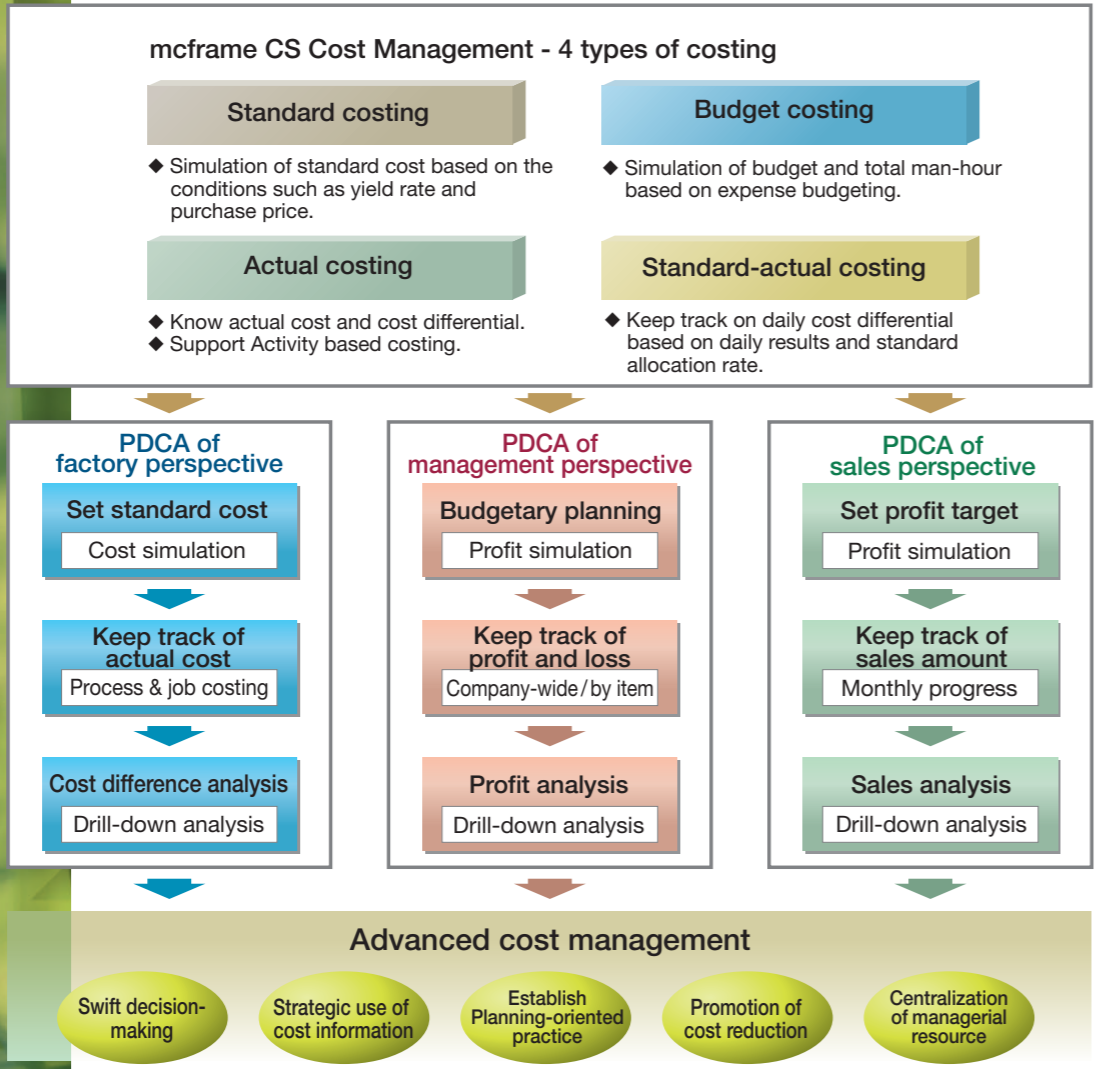 mcframe CS Cost Management - 4 types of costing
Standard costing
◆ Simulation of standard cost based on the
conditions such as yield rate and
purchase price.
Budget costing
◆ Simulation of budget and total man-hour
based on expense budgeting.
Actual costing
◆ Know actual cost and cost differential.
◆ Support Activity based costing.
Standard-actual costing
◆ Keep track on daily cost differential
based on daily results and standard
allocation rate.
PDCA of
factory perspective
Set standard cost
Cost simulation
Keep track of
actual cost
Process & job costing
Cost difference analysis
Drill-down analysis
PDCA of
management perspective
Budgetary planning
Profit simulation
Keep track of
profit and loss
Company-wide / by item
Profit analysis
Drill-down analysis
PDCA of
sales perspective
Set profit target
Profit simulation
Keep track of
sales amount
Monthly progress
Sales analysis
Drill-down analysis
Advanced cost management
Swift decision-
making
Strategic use of
cost information
Establish
Planning-oriented
practice
Promotion of
cost reduction
Centralization
of managerial
resource